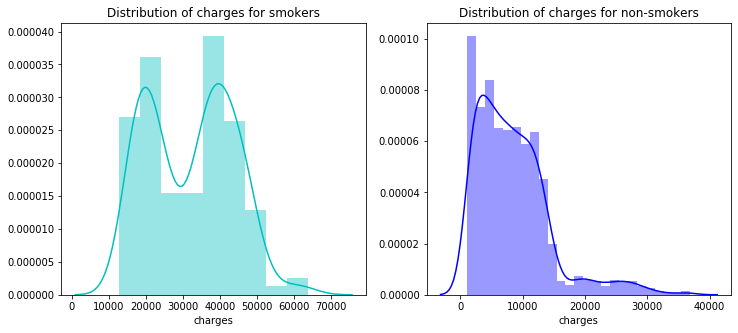 Distribution of charges for smokers
0.000040
0.000035
0.000030
0.000025
0.000020
0.000015
0.000010
0.000005
0.000000
0 10000 20000 30000 40000 50000 60000 70000
charges
Distribution of charges for non-smokers
0.00010
0.00008
0.00006
0.00004
0.00002
0.00000
0 10000 20000 30000 40000
charges